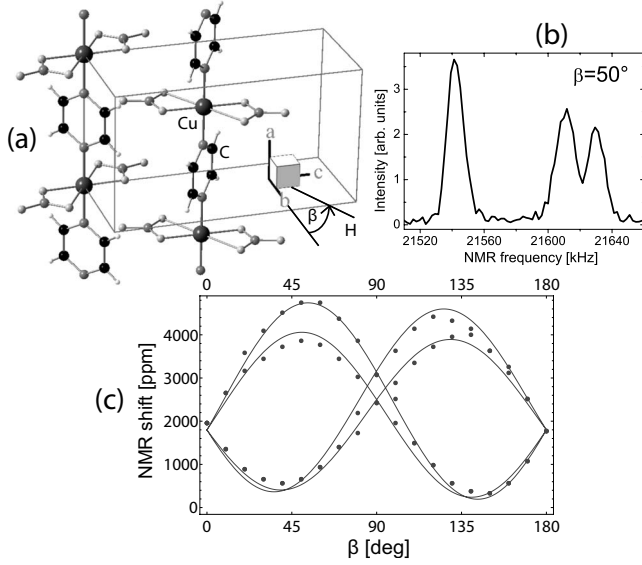 (a)
Cu
C
a
c
b
β
H
(b)
β=50°
Intensity [arb. units]
3
2
1
0
21520 21560 21600 21640
NMR frequency [kHz]
0 45 90 135 180
(c)
NMR shift [ppm]
4000
3000
2000
1000
0
0 45 90 135 180
β [deg]